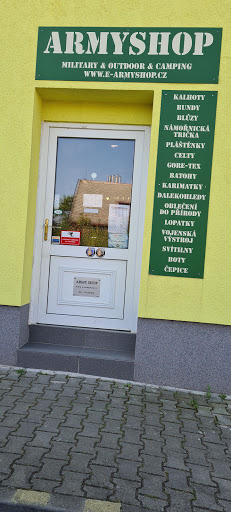 ARMYSHOP
MILITARY & OUTDOOR & CAMPING
WWW.E-ARMYSHOP.CZ
KALHOTY
BUNDY
BLŮZY
NÁMOŘNICKÁ
TRIČKA
PLÁŠTĚNKY
CELTY
GORE-TEX
BATOHY
KARIMATKY
DALEKOHLEDY
OBLEČENÍ
DO PŘÍRODY
LOPATKY
VOJENSKÁ
VÝSTROJ
SVÍTILNY
BOTY
ČEPICE
ARMY SHOP